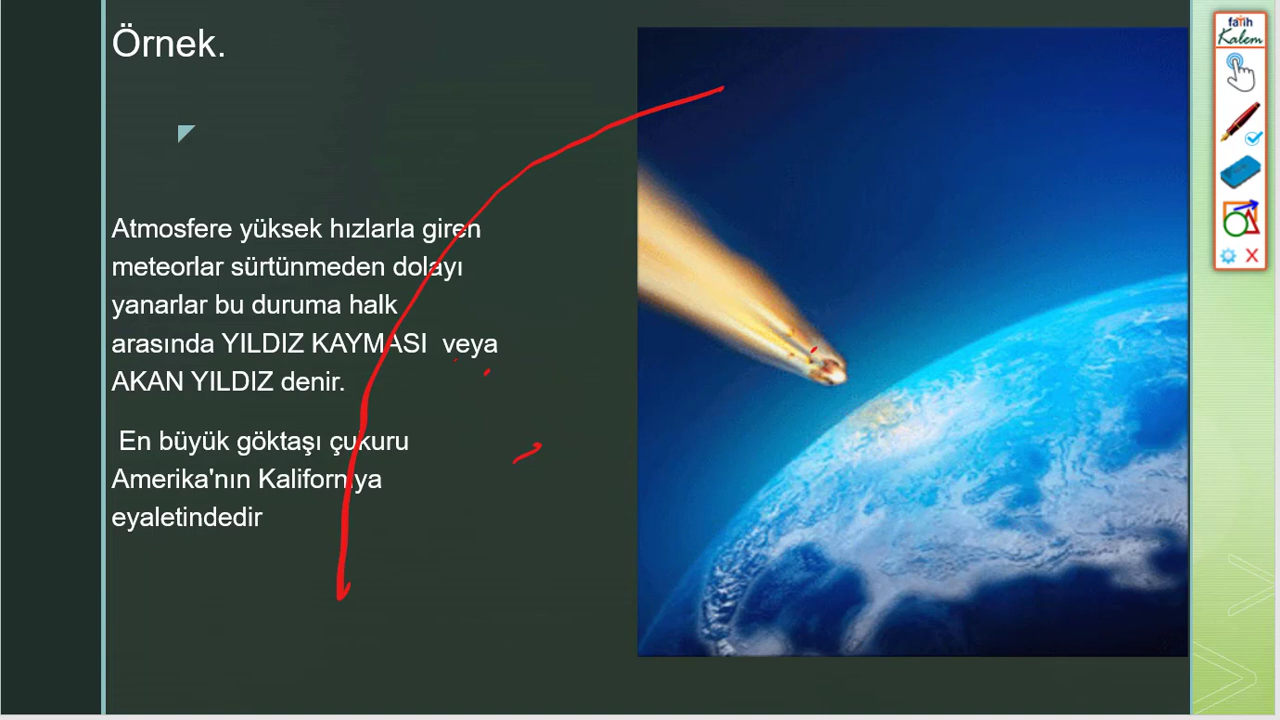 Örnek.
Atmosfere yüksek hızlarla giren
meteorlar sürtünmeden dolayı
yanarlar bu duruma halk
arasında YILDIZ KAYMASI veya
AKAN YILDIZ denir.
En büyük göktaşı çukuru
Amerika'nın Kaliforniya
eyaletindedir
fatih
Kalem